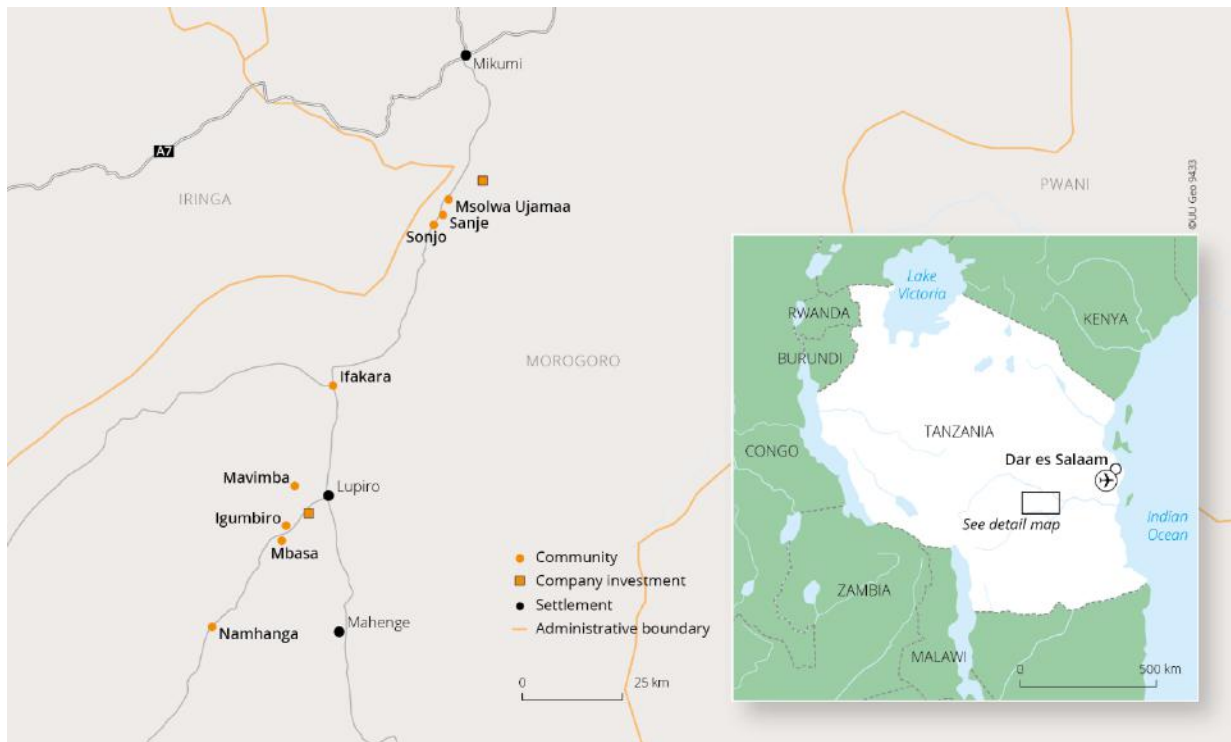 Mikumi
A7
IRINGA
PWANI
©UU Geo 9433
Msolwa Ujamaa
Sanje
Sonjo
MOROGORO
Ifakara
Mavimba
Lupiro
Igumbiro
Mbasa
Namhanga
Mahenge
Community
Company investment
Settlement
Administrative boundary
0 25 km
Lake
Victoria
RWANDA
KENYA
BURUNDI
TANZANIA
CONGO
Dar es Salaam
See detail map
Indian
Ocean
ZAMBIA
MALAWI
0 500 km